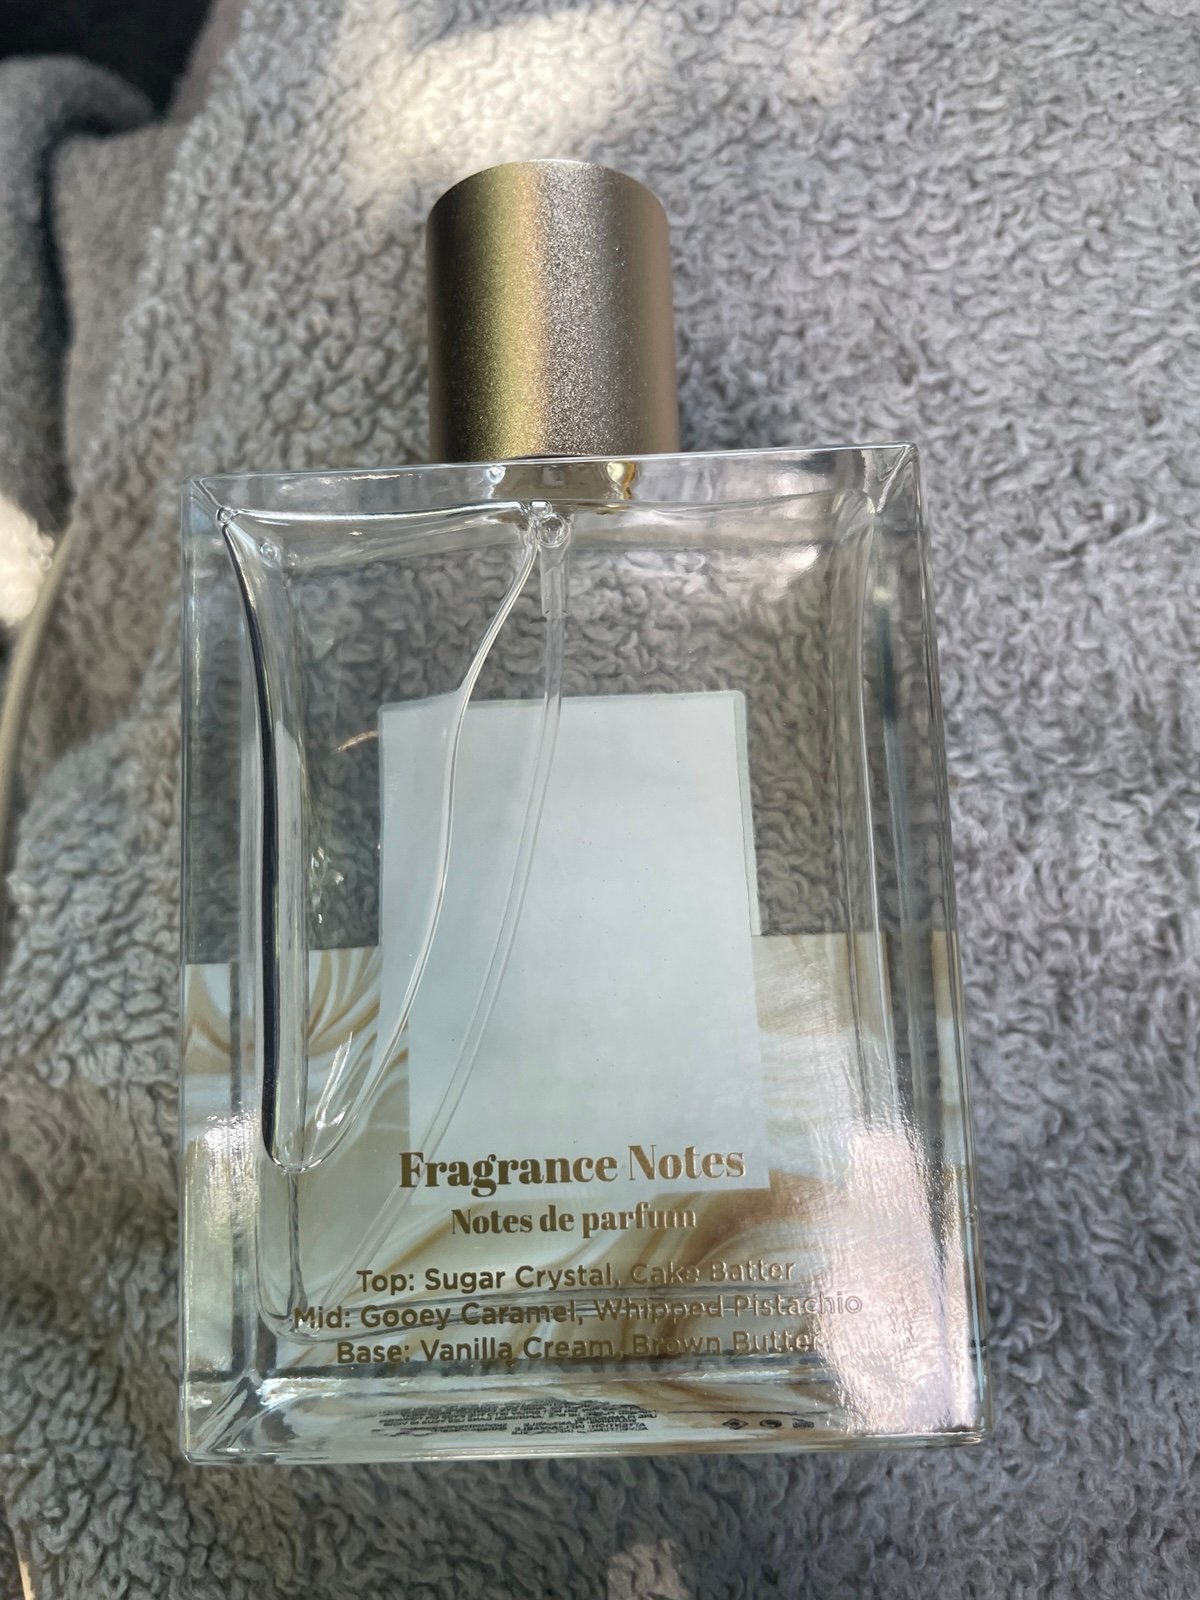 Fragrance Notes
Notes de parfum
Top: Sugar Crystal, Cake Batter
Mid: Gooey Caramel, Whipped Pistachio
Base: Vanilla Cream, Brown Butter